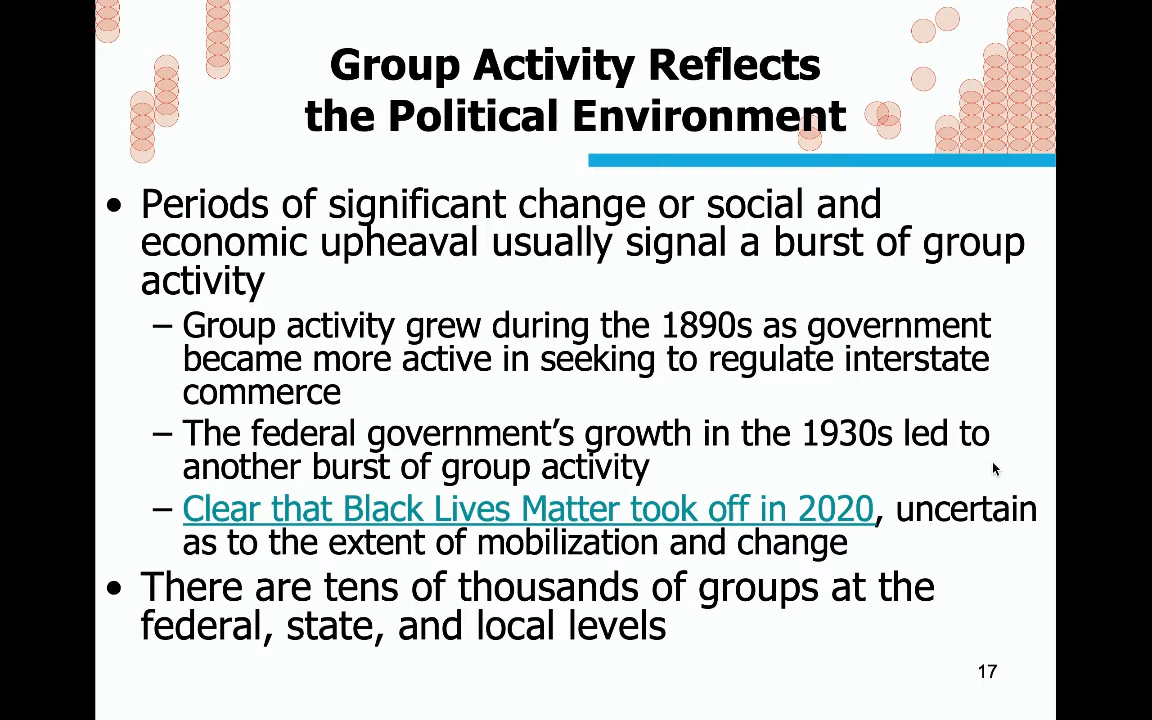 Group Activity Reflects
the Political Environment
• Periods of significant change or social and
economic upheaval usually signal a burst of group
activity
– Group activity grew during the 1890s as government
became more active in seeking to regulate interstate
commerce
– The federal government’s growth in the 1930s led to
another burst of group activity
– Clear that Black Lives Matter took off in 2020, uncertain
as to the extent of mobilization and change
• There are tens of thousands of groups at the
federal, state, and local levels
17